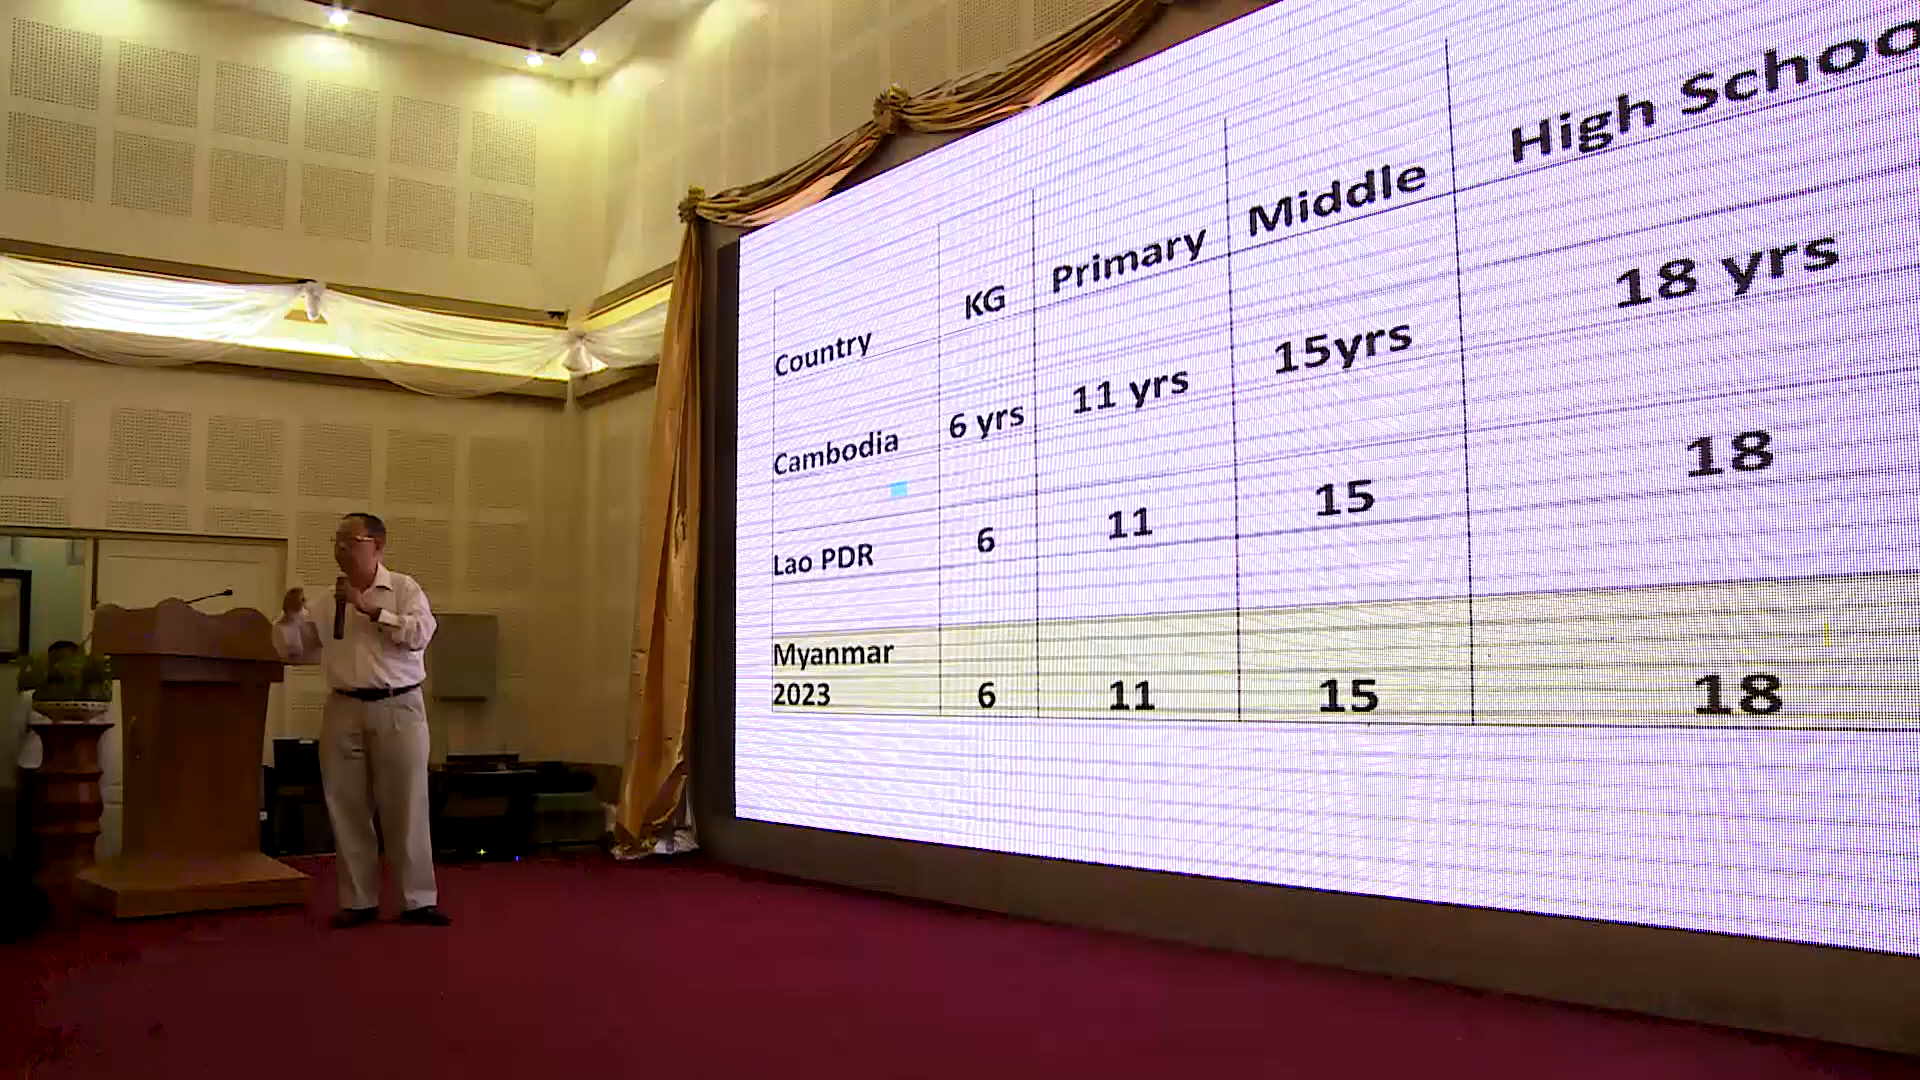 Country KG Primary Middle High Schoo
Cambodia 6 yrs 11 yrs 15yrs 18 yrs
Lao PDR 6 11 15 18
Myanmar
2023 6 11 15 18